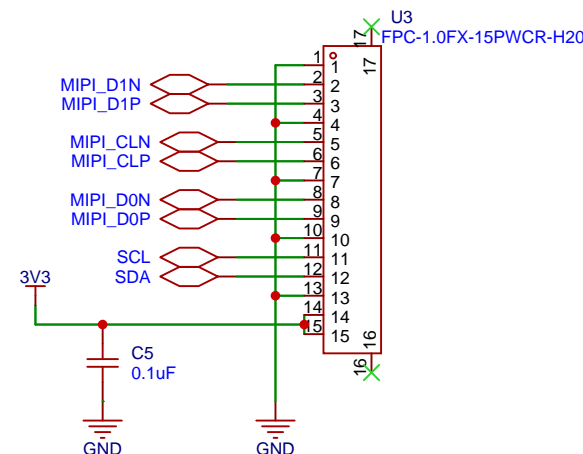 U3
FPC-1.0FX-15PWCR-H20
17
17
1
1
MIPI_D1N
2
2
MIPI_D1P
3
3
4
4
MIPI_CLN
5
5
MIPI_CLP
6
6
7
7
MIPI_D0N
8
8
MIPI_D0P
9
9
10
10
SCL
11
11
SDA
12
12
13
13
3V3
14
14
15
15
16
16
C5
0.1uF
GND
GND